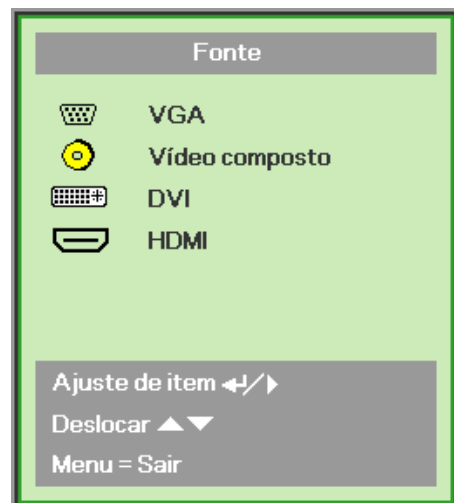 Fonte
VGA
Vídeo composto
DVI
HDMI
Ajuste de item ↵/▶
Deslocar ▲▼
Menu = Sair